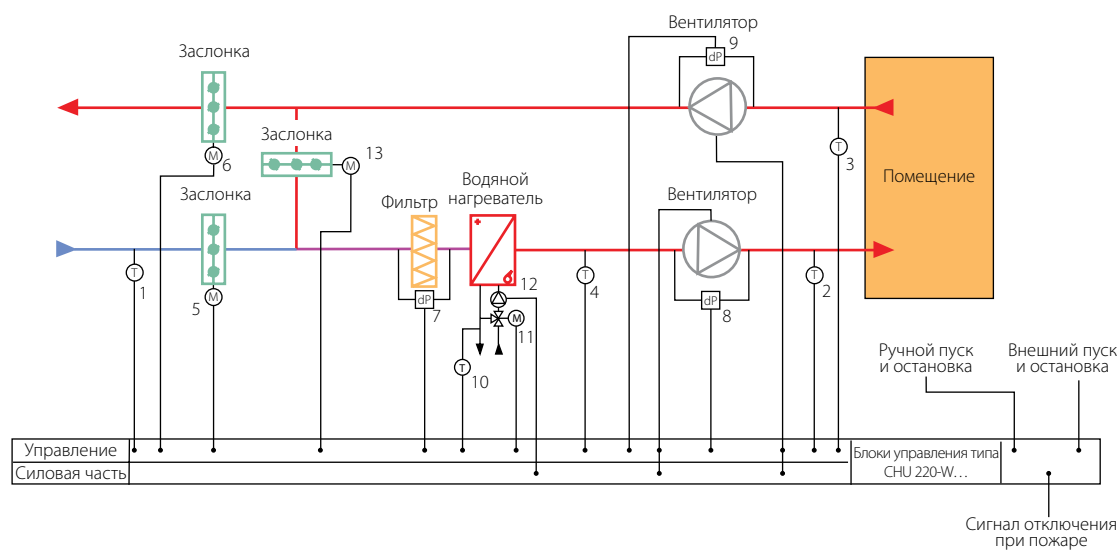 Вентилятор
9
dP
Заслонка
M
6
Заслонка
13
M
T
3
Помещение
Заслонка
Фильтр
Водяной
нагреватель
Вентилятор
T
1
M
5
dP
7
12
M
11
T
10
T
4
dP
8
T
2
Ручной пуск
и остановка
Внешний пуск
и остановка
Управление
Силовая часть
Блоки управления типа
CHU 220-W...
Сигнал отключения
при пожаре